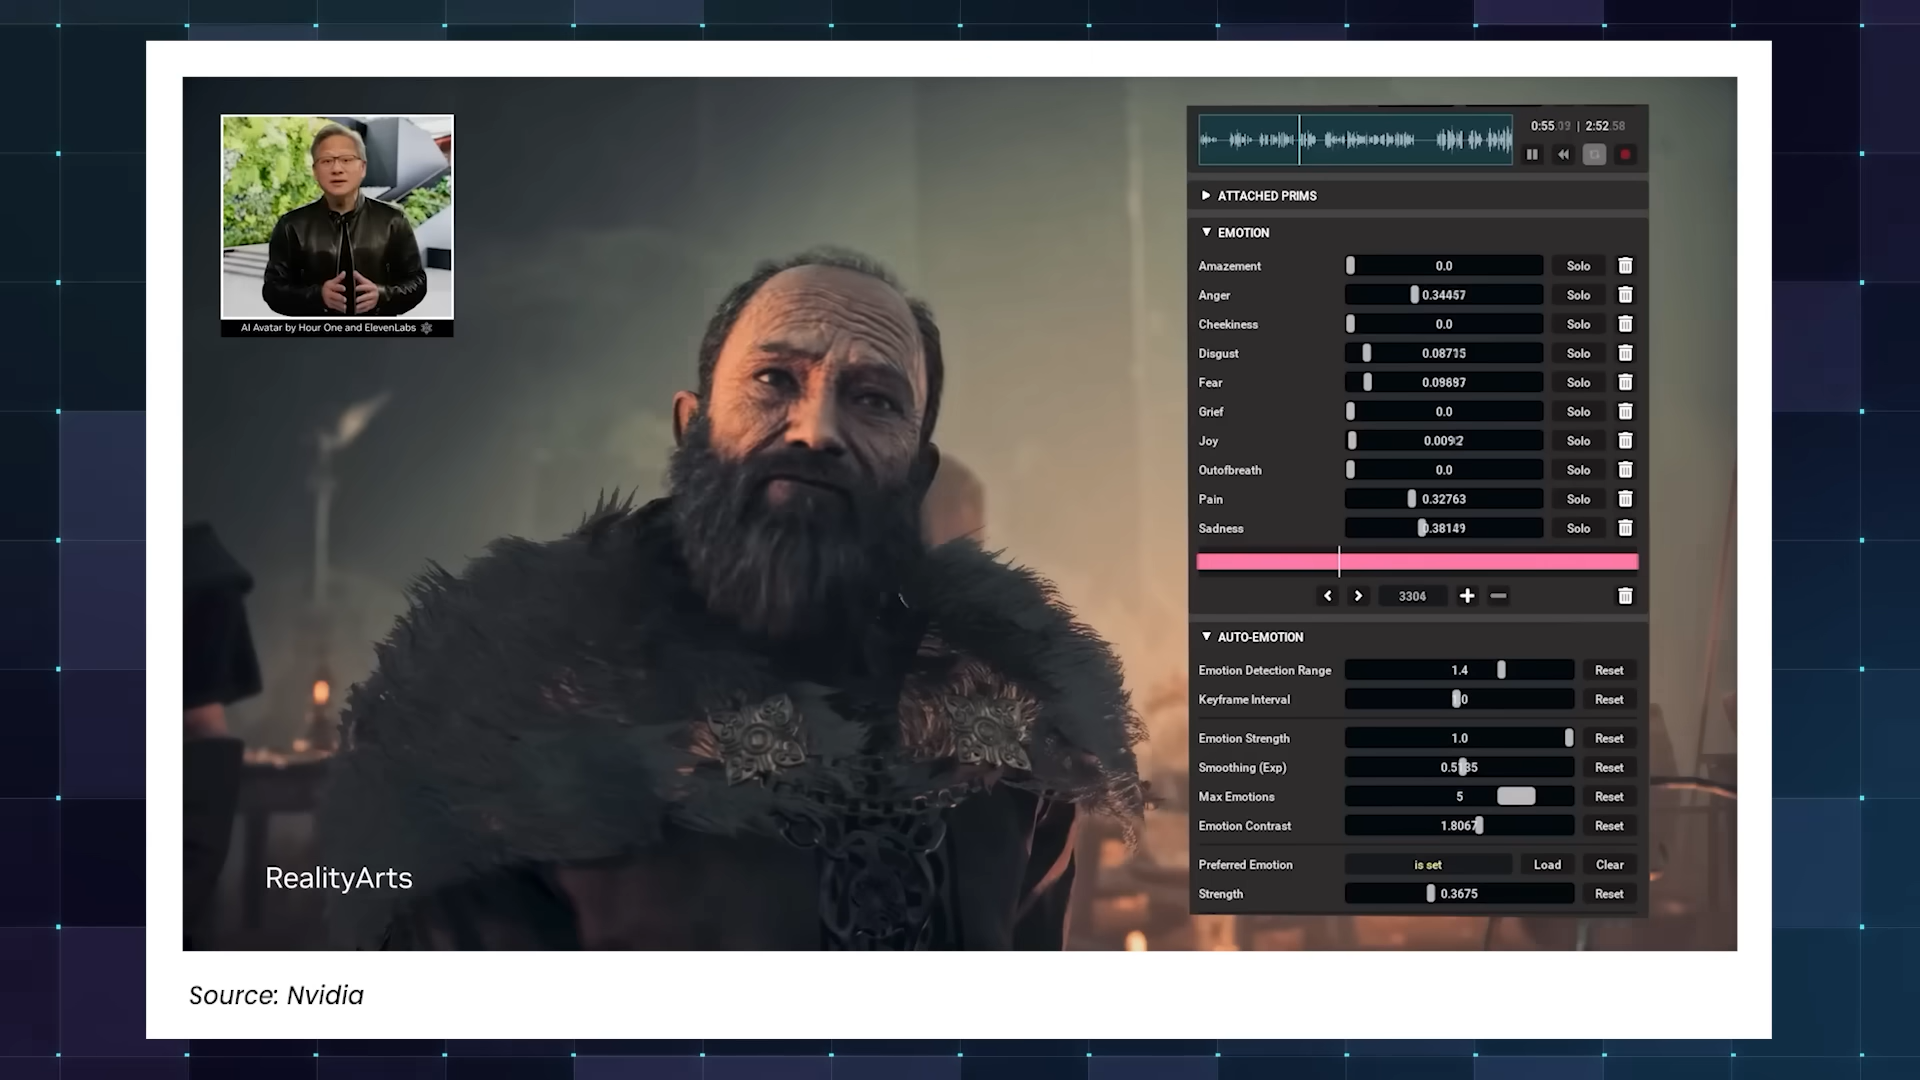 AI Avatar by Hour One and ElevenLabs
RealityArts
0:55.09 | 2:52.58
ATTACHED PRIMS
EMOTION
Amazement 0.0 Solo
Anger 0.34457 Solo
Cheekiness 0.0 Solo
Disgust 0.08715 Solo
Fear 0.09897 Solo
Grief 0.0 Solo
Joy Solo
Outofbreath 0.0 Solo
Pain 0.32763 Solo
Sadness 0.38149 Solo
3304
AUTO-EMOTION
Emotion Detection Range 1.4 Reset
Keyframe Interval Reset
Emotion Strength 1.0 Reset
Smoothing (Exp) Reset
Max Emotions 5 Reset
Emotion Contrast 1.8067 Reset
Preferred Emotion is set Load Clear
Strength 0.3675 Reset
Source: Nvidia